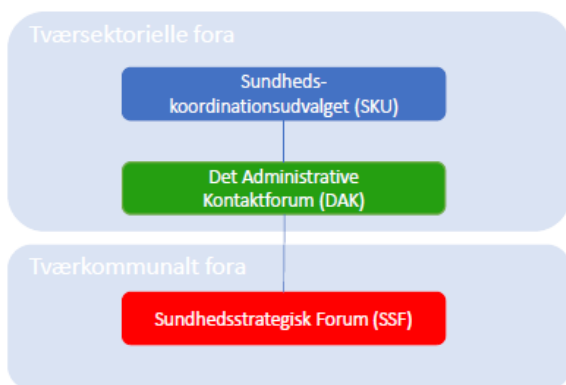 Tværsektorielle fora
Sundheds-
koordinationsudvalget (SKU)
Det Administrative
Kontaktforum (DAK)
Tværkommunalt fora
Sundhedsstrategisk Forum (SSF)